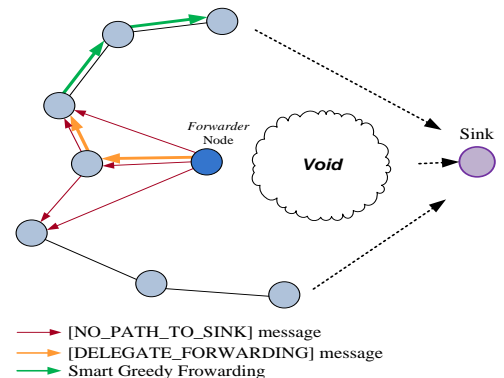 Forwarder
Node
Sink
Void
[NO_PATH_TO_SINK] message
[DELEGATE_FORWARDING] message
Smart Greedy Frowarding